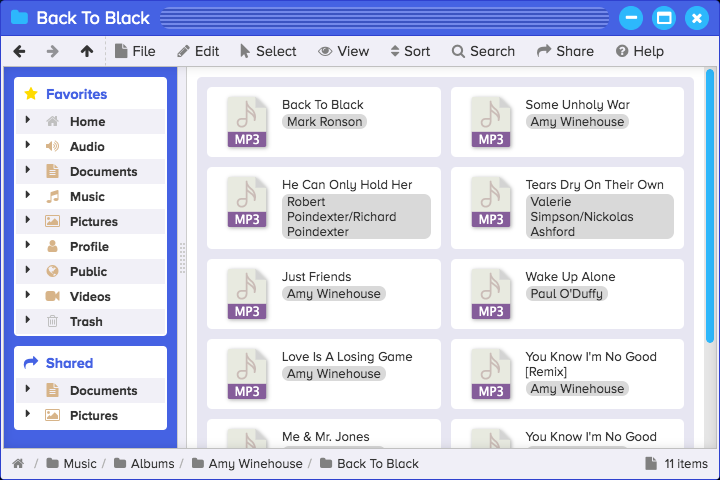 Back To Black
File Edit Select View Sort Search Share Help
Favorites
Home
Audio
Documents
Music
Pictures
Profile
Public
Videos
Trash
Shared
Documents
Pictures
MP3
Back To Black
Mark Ronson
MP3
Some Unholy War
Amy Winehouse
MP3
He Can Only Hold Her
Robert
Poindexter/Richard
Poindexter
MP3
Tears Dry On Their Own
Valerie
Simpson/Nickolas
Ashford
MP3
Just Friends
Amy Winehouse
MP3
Wake Up Alone
Paul O'Duffy
MP3
Love Is A Losing Game
Amy Winehouse
MP3
You Know I'm No Good
[Remix]
Amy Winehouse
Me & Mr. Jones
You Know I'm No Good
/ Music / Albums / Amy Winehouse / Back To Black
11 items